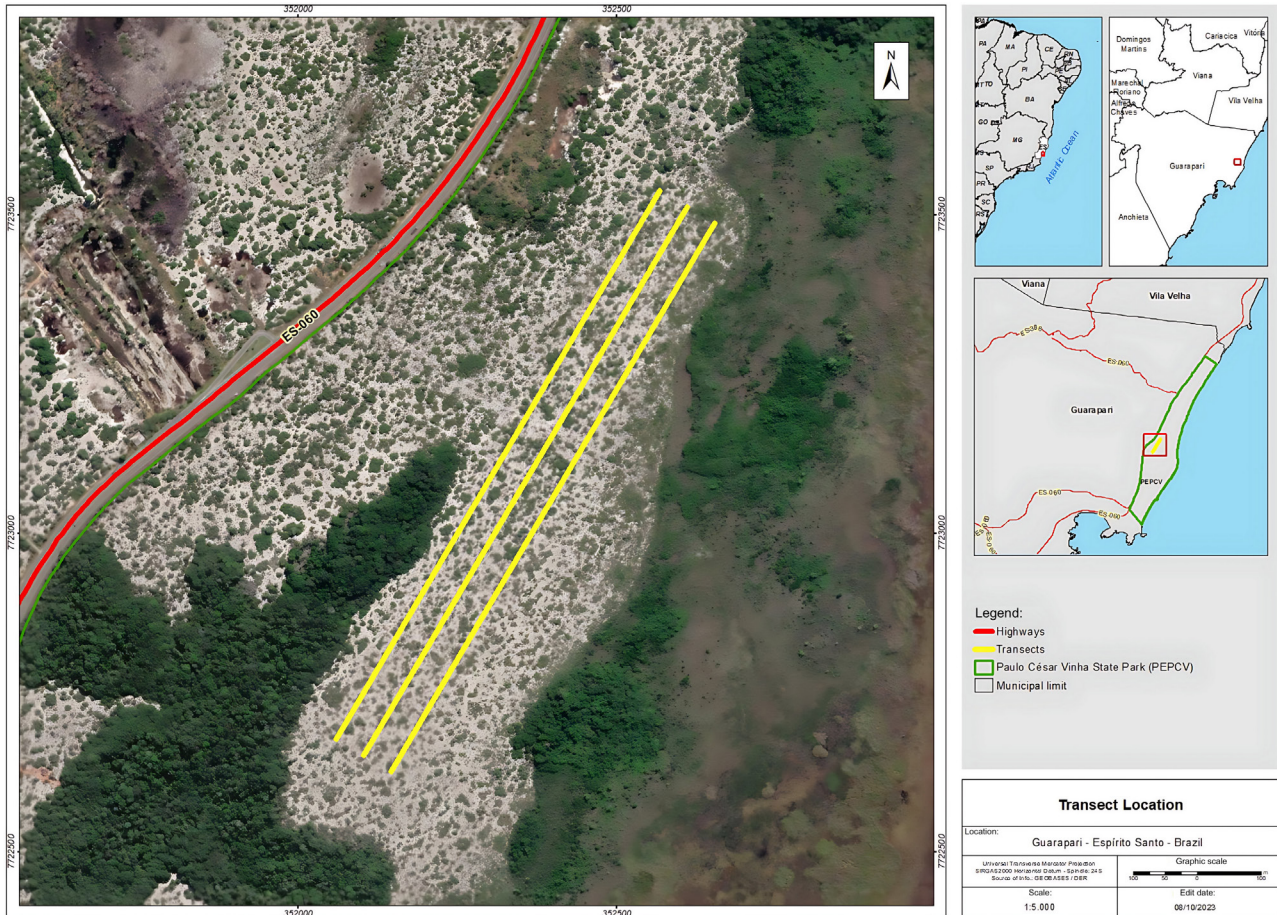 352000
352500
7723500
7723000
7722500
7723500
7723000
7722500
352000
352500
N
ES-060
PA
MA
CE
RN
PI
TO
BA
GO
MG
ES
SP
PR
SC
RS
Atlantic Ocean
Domingos
Martins
Cariacica
Vitória
Viana
Marechal
Floriano
Alfredo
Chaves
Vila Velha
Guarapari
Anchieta
Viana
Vila Velha
ES-060
Guarapari
PEPCV
ES-060
ES-060
Legend:
Highways
Transects
Paulo César Vinha State Park (PEPCV)
Municipal limit
Transect Location
Location:
Guarapari - Espírito Santo - Brazil
Universal Transverse Mercator Projection
SIRGAS2000 Horizontal Datum - Spindle: 24S
Source of Info.: GEOBASES / DER
Graphic scale
100 50 0 100
m
Scale:
1:5.000
Edit date:
08/10/2023